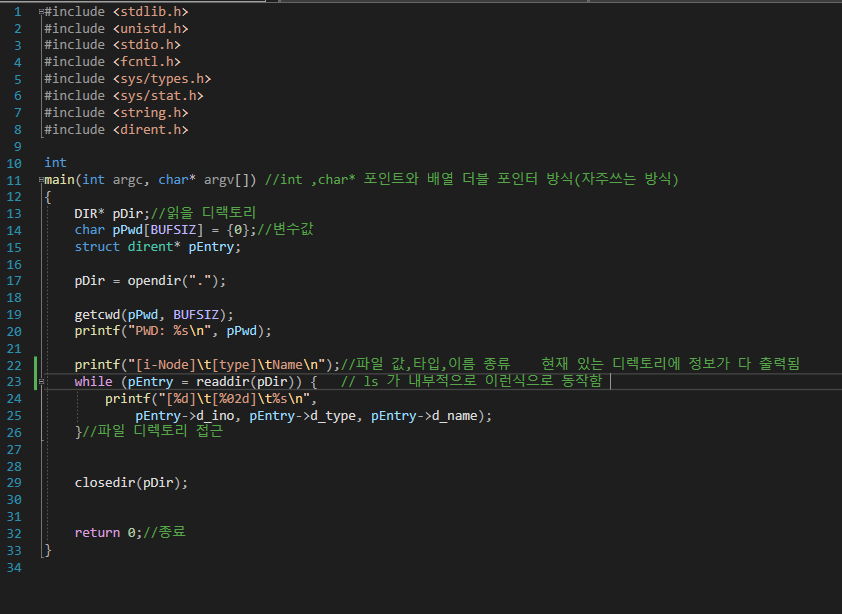 1 #include <stdlib.h>
2 #include <unistd.h>
3 #include <stdio.h>
4 #include <fcntl.h>
5 #include <sys/types.h>
6 #include <sys/stat.h>
7 #include <string.h>
8 #include <dirent.h>
9
10 int
11 main(int argc, char* argv[]) //int ,char* 포인트와 배열 더블 포인터 방식(자주쓰는 방식)
12 {
13 DIR* pDir;//읽을 디랙토리
14 char pPwd[BUFSIZ] = {0};//변수값
15 struct dirent* pEntry;
16
17 pDir = opendir(".");
18
19 getcwd(pPwd, BUFSIZ);
20 printf("PWD: %s\n", pPwd);
21
22 printf("[i-Node]\t[type]\tName\n");//파일 값,타입,이름 종류 현재 있는 디렉토리에 정보가 다 출력됨
23 while (pEntry = readdir(pDir)) { // ls 가 내부적으로 이런식으로 동작함
24 printf("[%d]\t[%02d]\t%s\n",
25 pEntry->d_ino, pEntry->d_type, pEntry->d_name);
26 }//파일 디렉토리 접근
27
28
29 closedir(pDir);
30
31
32 return 0;//종료
33 }
34